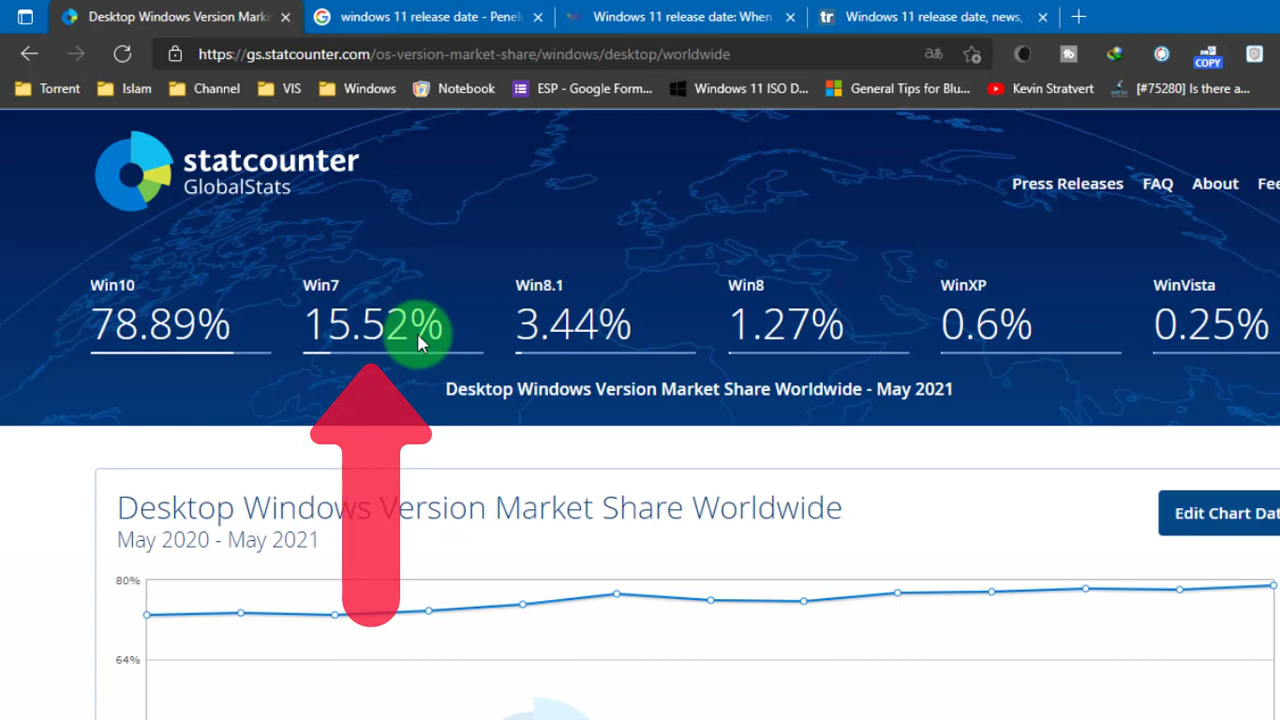 Desktop Windows Version Marke
windows 11 release date - Penel
Windows 11 release date: When
tr
Windows 11 release date, news,
https://gs.statcounter.com/os-version-market-share/windows/desktop/worldwide
COPY
Torrent
Islam
Channel
VIS
Windows
Notebook
ESP - Google Form...
Windows 11 ISO D...
General Tips for Blu...
Kevin Stratvert
[#75280] Is there a...
statcounter
GlobalStats
Press Releases
FAQ
About
Fee
Win10
Win7
Win8.1
Win8
WinXP
WinVista
78.89%
15.52%
3.44%
1.27%
0.6%
0.25%
Desktop Windows Version Market Share Worldwide - May 2021
Desktop Windows Version Market Share Worldwide
May 2020 - May 2021
Edit Chart Dat
80%
64%